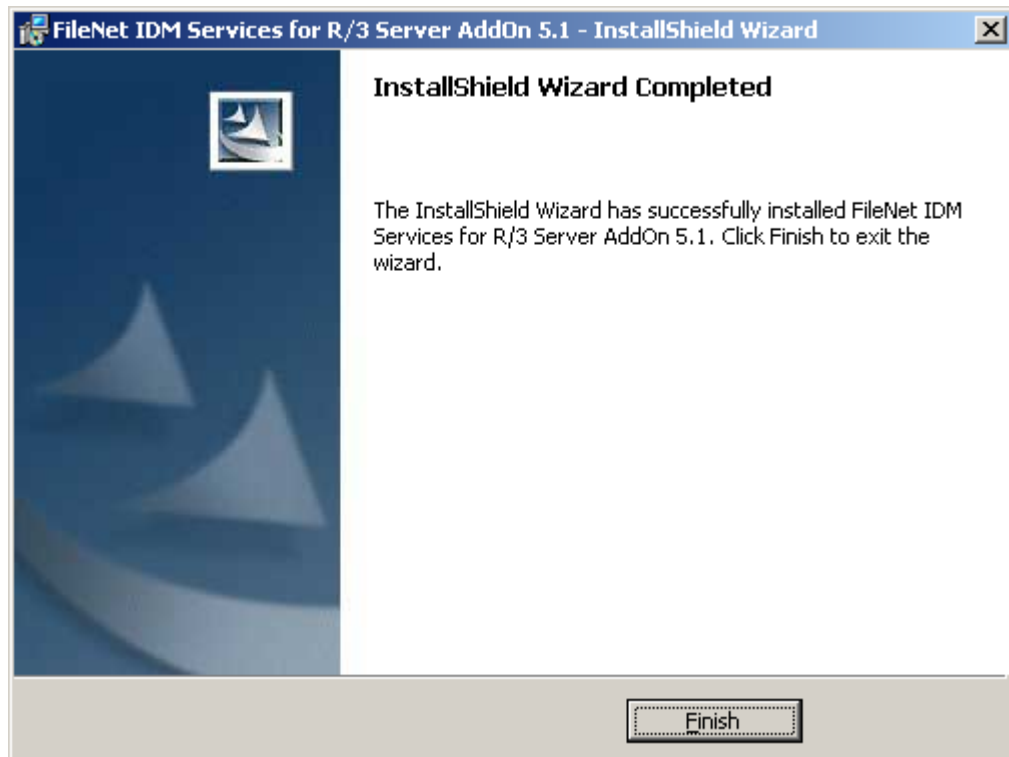 FileNet IDM Services for R/3 Server AddOn 5.1 - InstallShield Wizard
InstallShield Wizard Completed
The InstallShield Wizard has successfully installed FileNet IDM
Services for R/3 Server AddOn 5.1. Click Finish to exit the
wizard.
Finish